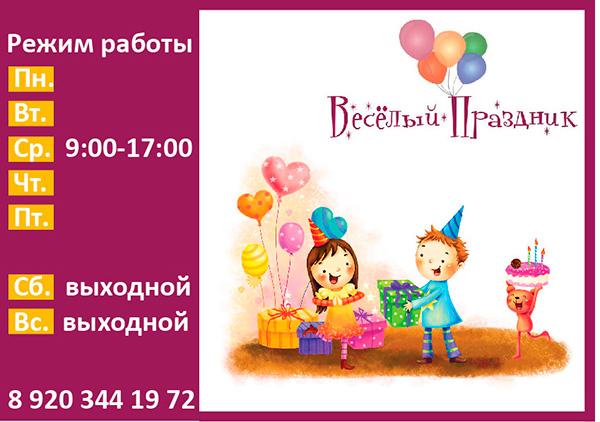 Режим работы
Пн.
Вт.
Ср. 9:00-17:00
Чт.
Пт.
Сб. выходной
Вс. выходной
8 920 344 19 72
Весёлый Праздник